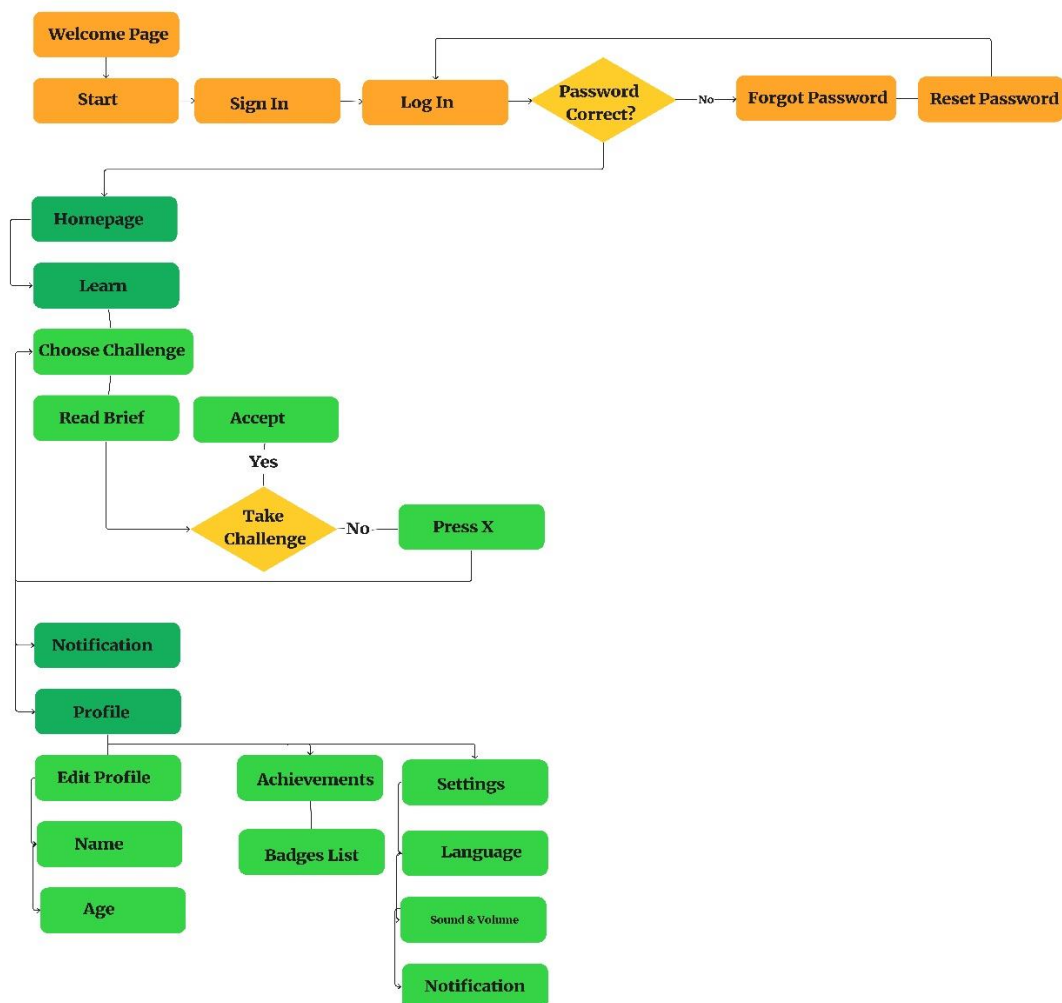 Welcome Page
Start
Sign In
Log In
Password
Correct?
No
Forgot Password
Reset Password
Homepage
Learn
Choose Challenge
Read Brief
Accept
Yes
Take
Challenge
No
Press X
Notification
Profile
Edit Profile
Achievements
Settings
Name
Badges List
Language
Age
Sound & Volume
Notification